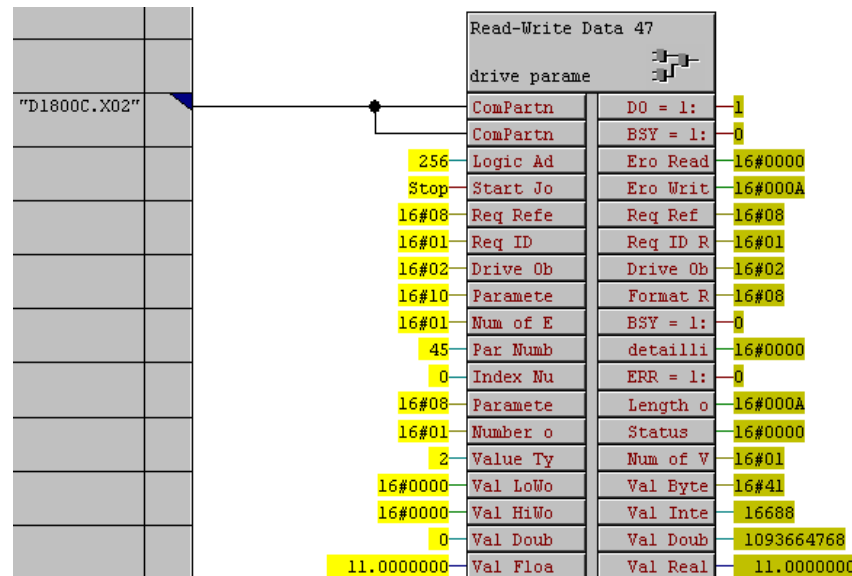 Read-Write Data 47
drive parame
"D1800C.X02"
ComPartn DO = 1: 1
ComPartn BSY = 1: 0
256 Logic Ad Ero Read 16#0000
Stop Start Jo Ero Writ 16#000A
16#08 Req Refe Req Ref 16#08
16#01 Req ID Req ID R 16#01
16#02 Drive Ob Drive Ob 16#02
16#10 Paramete Format R 16#08
16#01 Num of E BSY = 1: 0
45 Par Numb detailli 16#0000
0 Index Nu ERR = 1: 0
16#08 Paramete Length o 16#000A
16#01 Number o Status 16#0000
2 Value Ty Num of V 16#01
16#0000 Val LoWo Val Byte 16#41
16#0000 Val HiWo Val Inte 16688
0 Val Doub Val Doub 1093664768
11.0000000 Val Floa Val Real 11.0000000